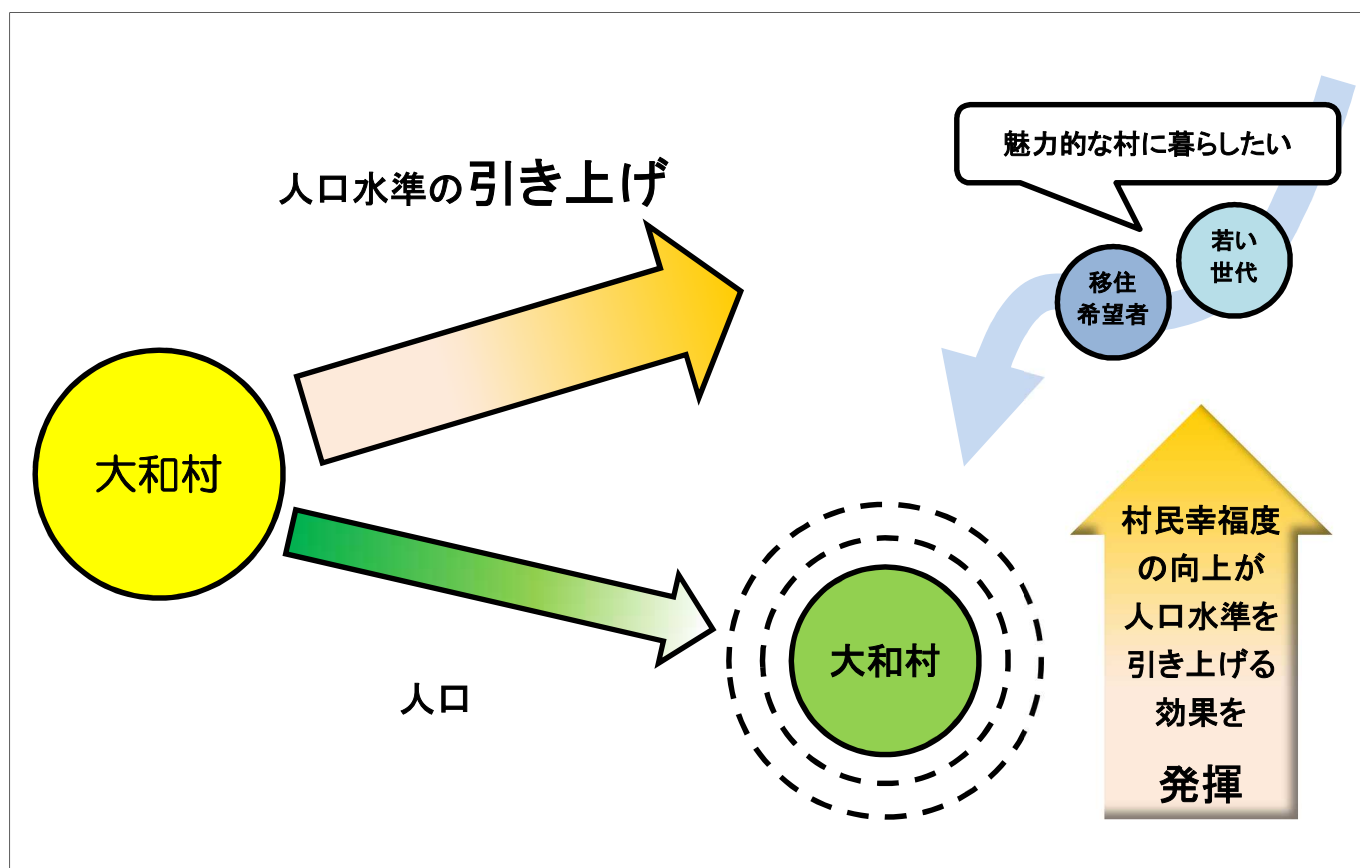 人口水準の引き上げ
魅力的な村に暮らしたい
若い
世代
移住
希望者
大和村
村民幸福度
の向上が
人口水準を
引き上げる
効果を
発揮
大和村
人口